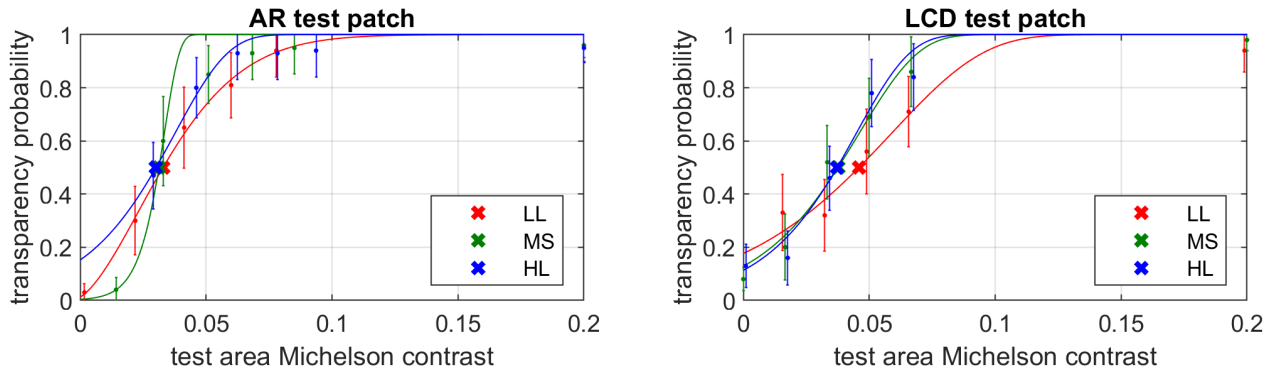 AR test patch
transparency probability
1
0.8
0.6
0.4
0.2
0
0 0.05 0.1 0.15 0.2
test area Michelson contrast
LL
MS
HL
LCD test patch
transparency probability
1
0.8
0.6
0.4
0.2
0
0 0.05 0.1 0.15 0.2
test area Michelson contrast
LL
MS
HL